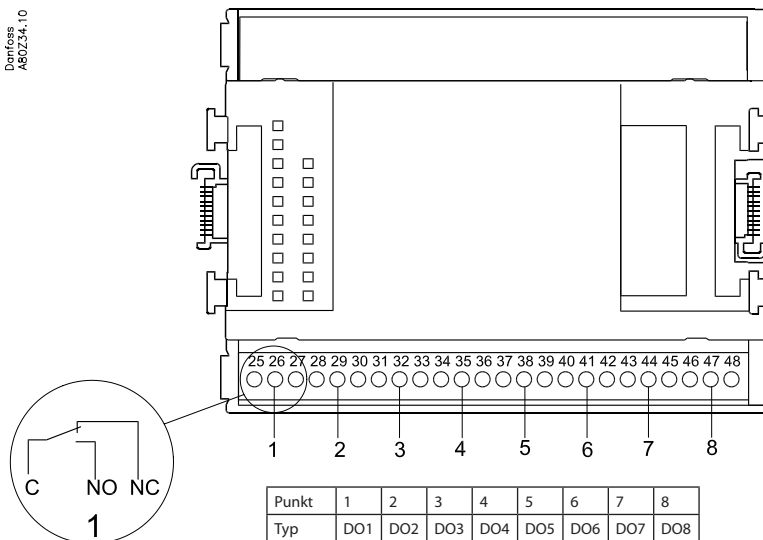 Danfoss
A80Z34.10
25 26 27 28 29 30 31 32 33 34 35 36 37 38 39 40 41 42 43 44 45 46 47 48
1 2 3 4 5 6 7 8
C NO NC
1
Punkt 1 2 3 4 5 6 7 8
Typ DO1 DO2 DO3 DO4 DO5 DO6 DO7 DO8